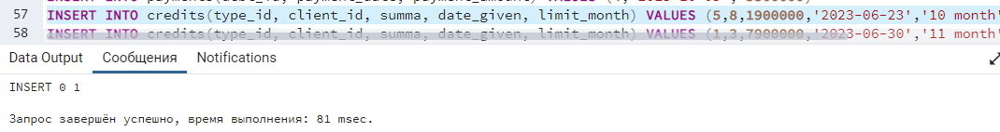 57 INSERT INTO credits(type_id, client_id, summa, date_given, limit_month) VALUES (5,8,1900000,'2023-06-23','10 month'
58 INSERT INTO credits(type_id, client_id, summa, date_given, limit_month) VALUES (1,3,7900000,'2023-06-30','11 month'
Data Output Сообщения Notifications
INSERT 0 1
Запрос завершён успешно, время выполнения: 81 msec.